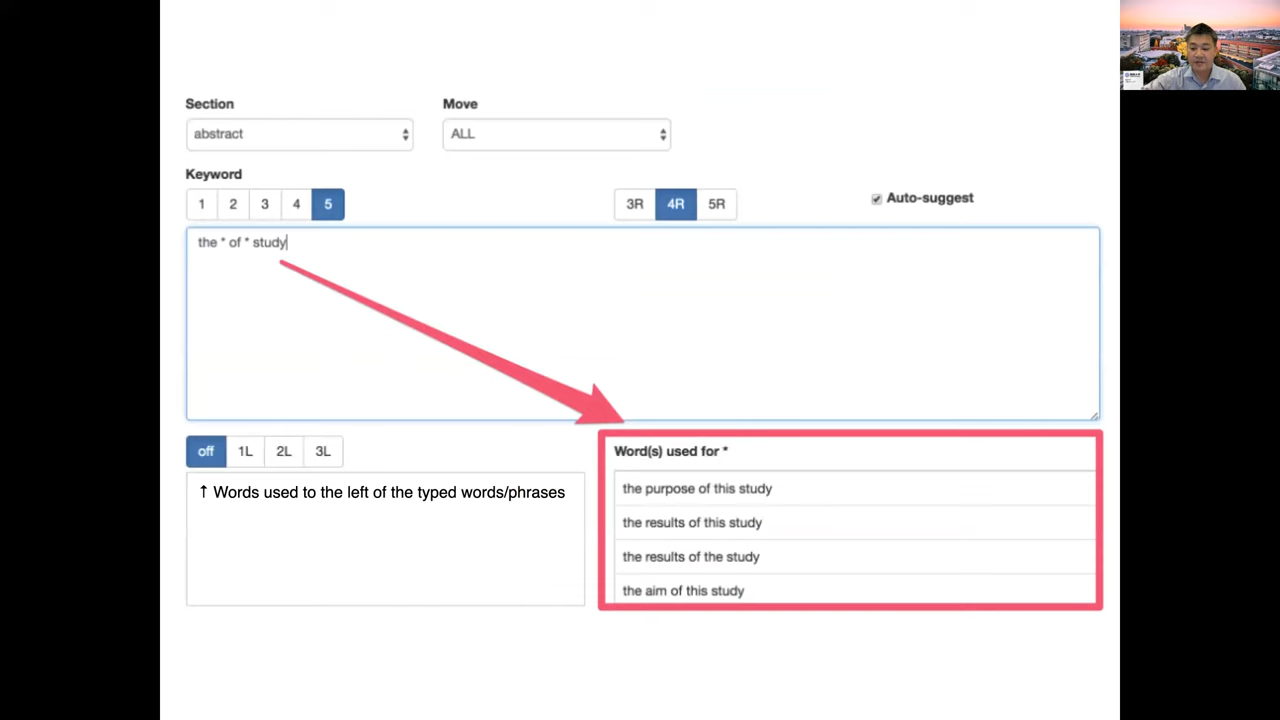 Section
Move
abstract
ALL
Keyword
1 2 3 4 5
3R 4R 5R
Auto-suggest
the * of * study
off 1L 2L 3L
↑ Words used to the left of the typed words/phrases
Word(s) used for *
the purpose of this study
the results of this study
the results of the study
the aim of this study